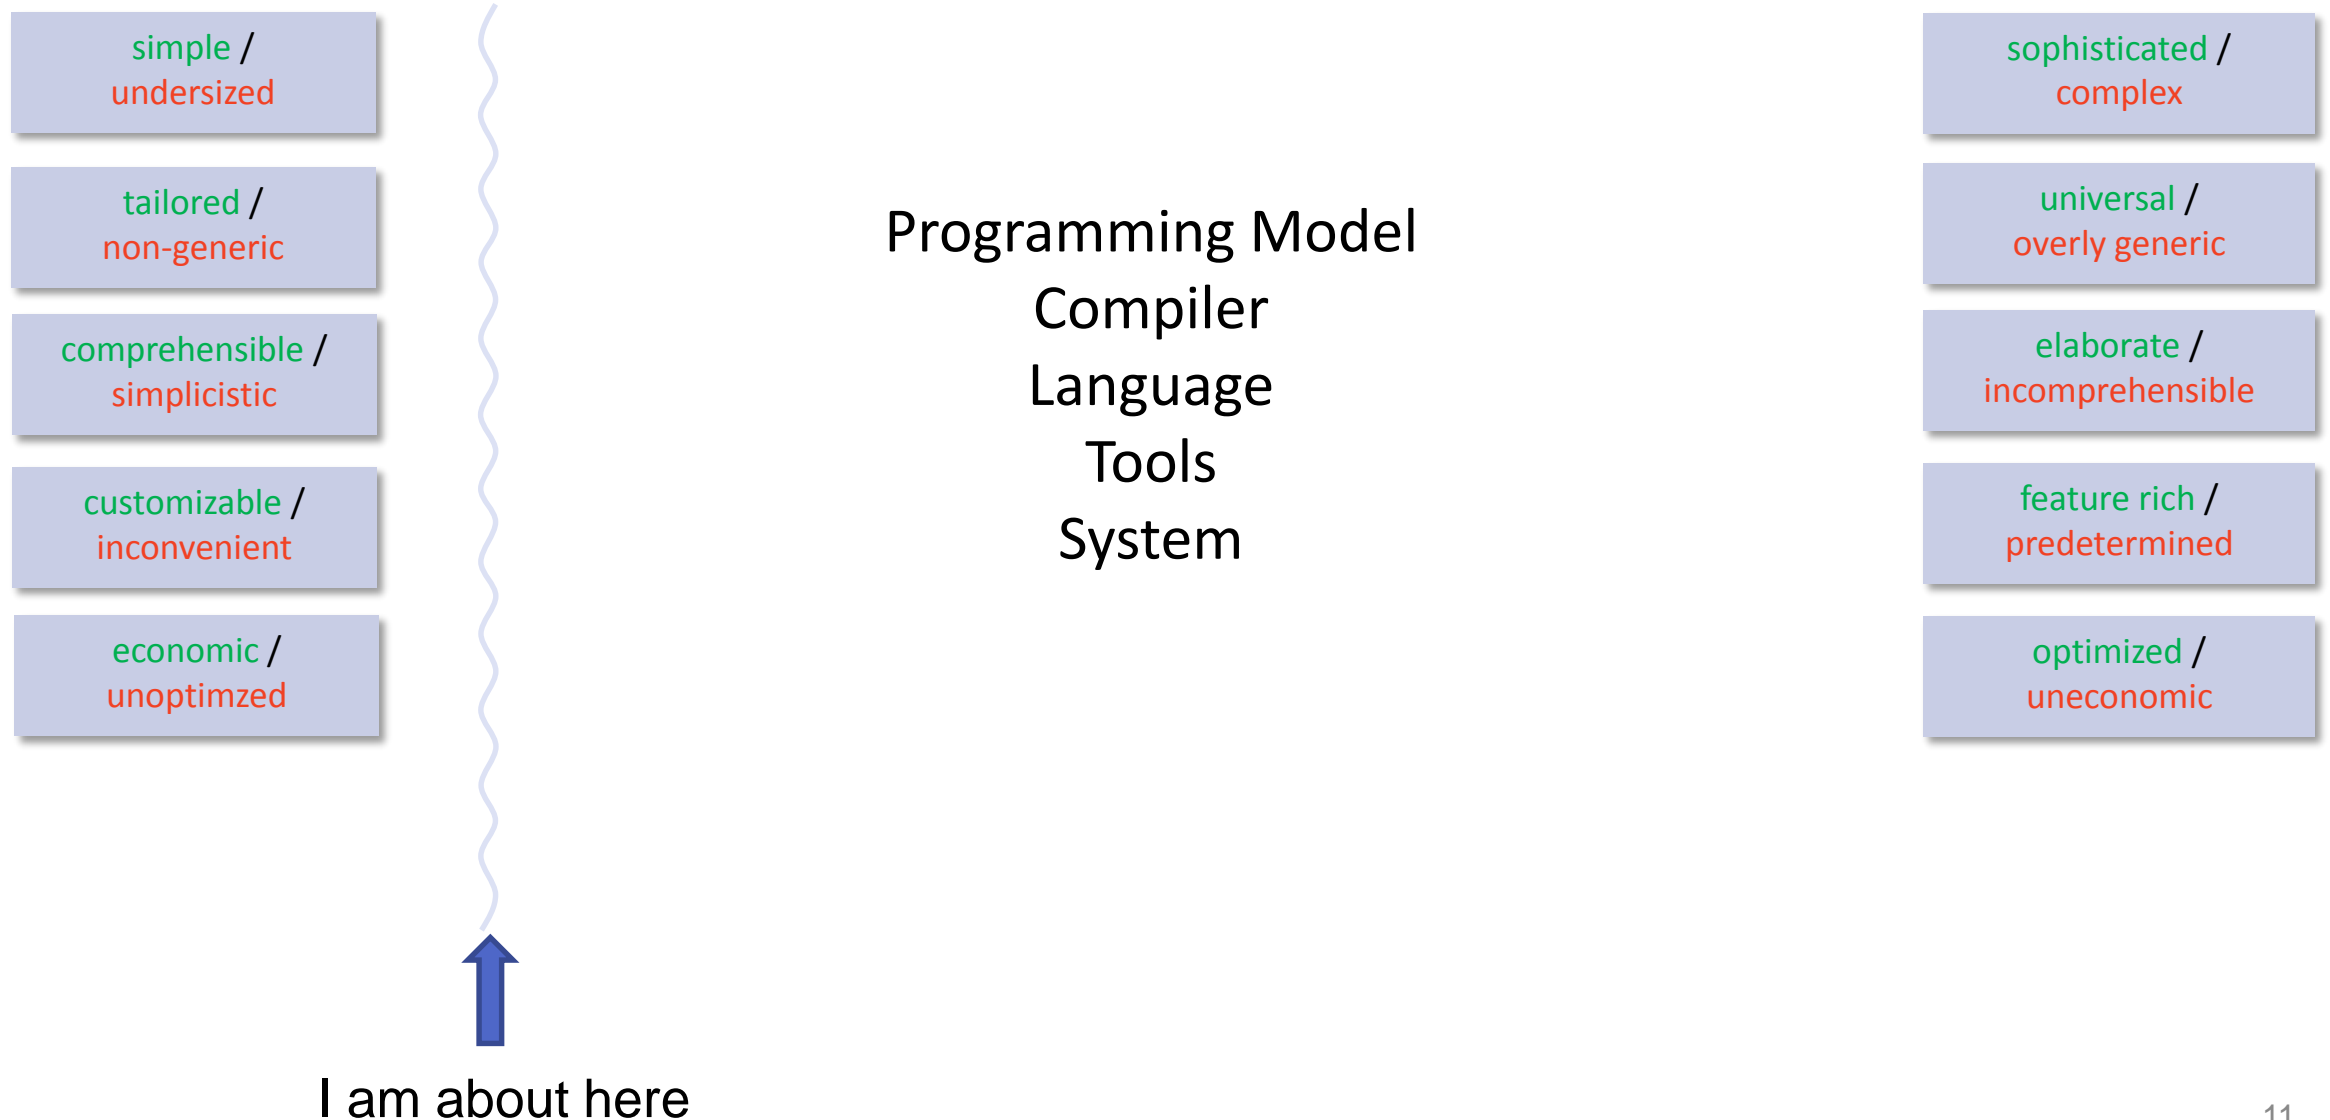 simple /
undersized
tailored /
non-generic
comprehensible /
simplicistic
customizable /
inconvenient
economic /
unoptimzed
Programming Model
Compiler
Language
Tools
System
sophisticated /
complex
universal /
overly generic
elaborate /
incomprehensible
feature rich /
predetermined
optimized /
uneconomic
I am about here
11